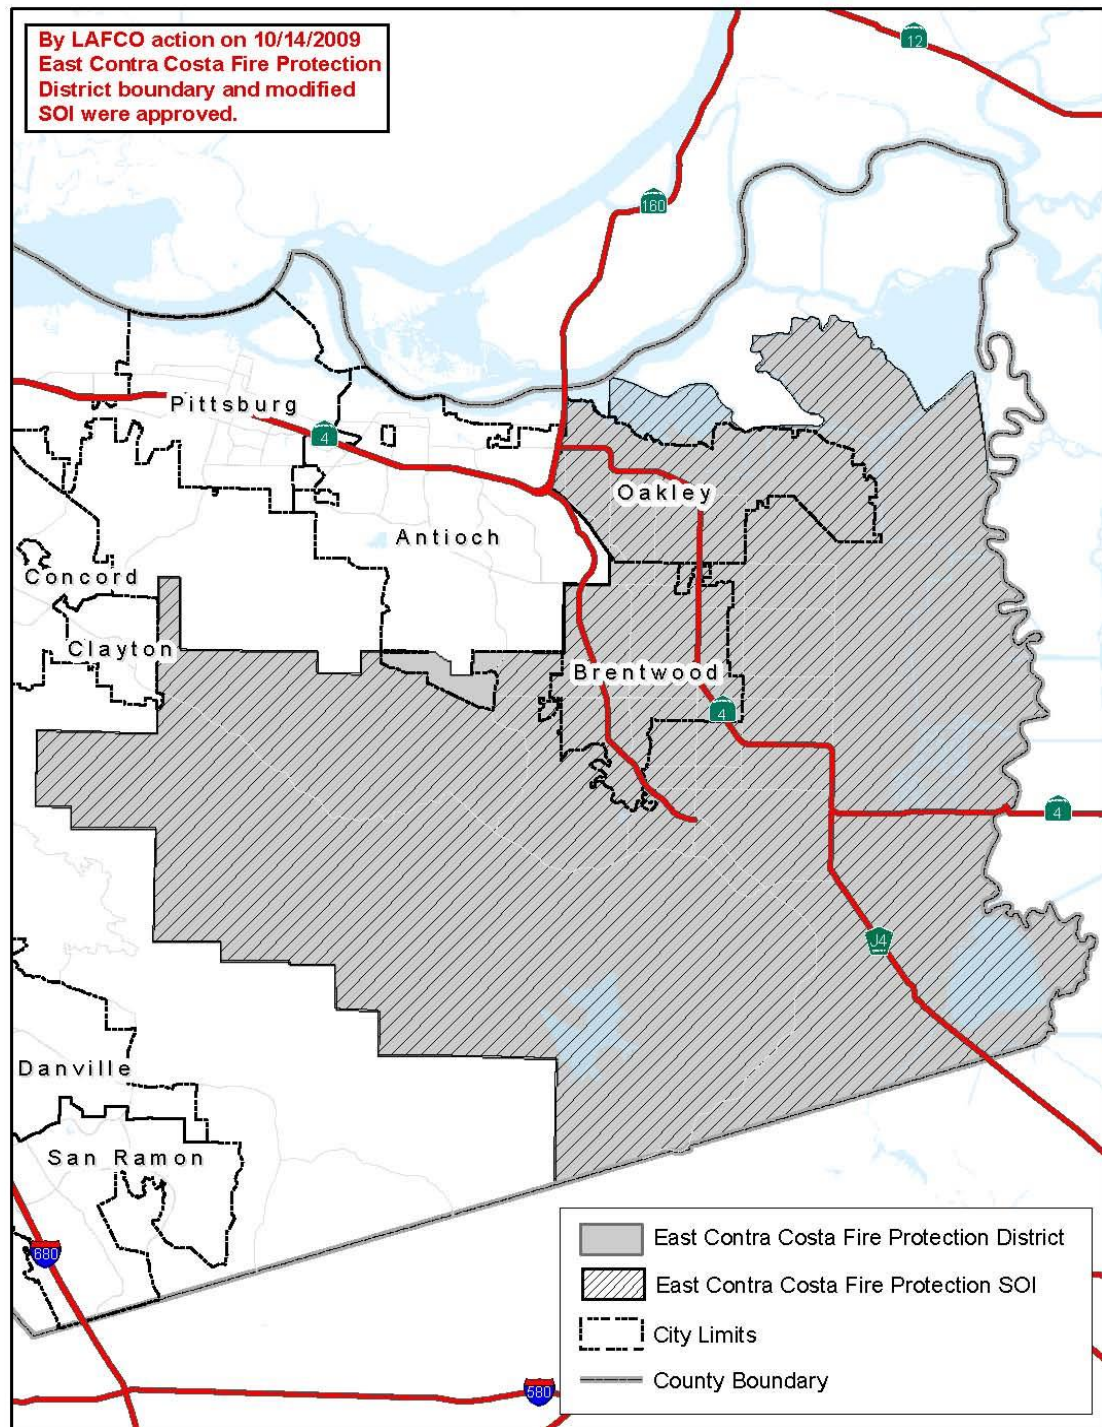 By LAFCO action on 10/14/2009
East Contra Costa Fire Protection
District boundary and modified
SOI were approved.
12
160
Pittsburg
4
Oakley
Antioch
Concord
Clayton
Brentwood
4
4
J4
Danville
San Ramon
680
580
East Contra Costa Fire Protection District
East Contra Costa Fire Protection SOI
City Limits
County Boundary